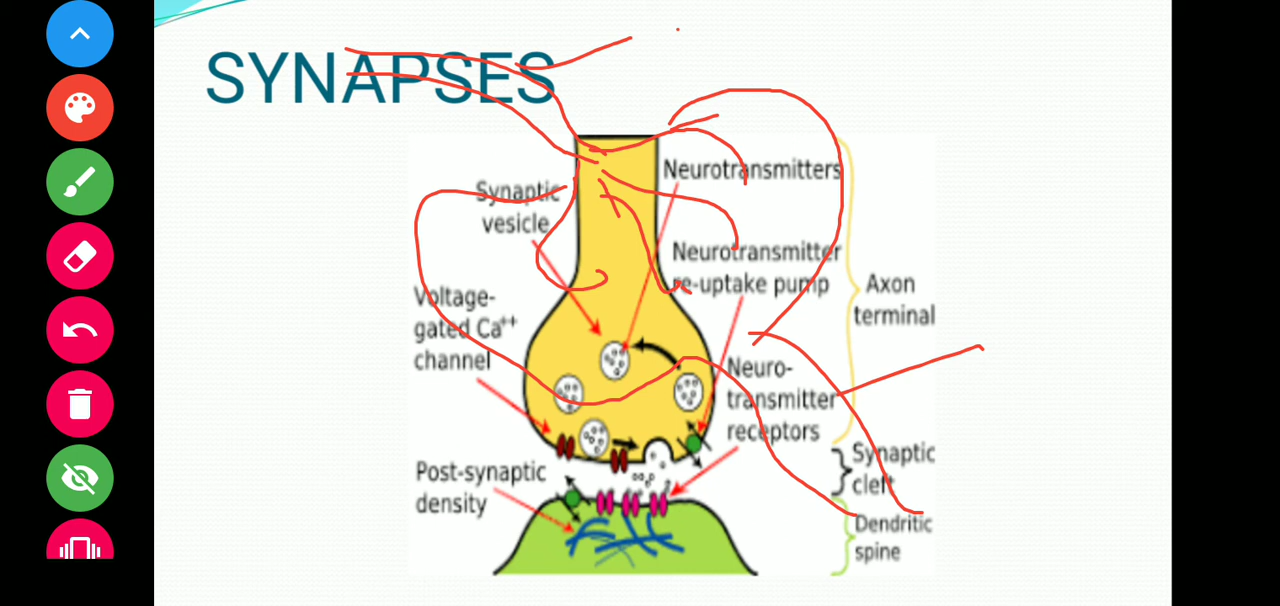 SYNAPSES
Neurotransmitters
Synaptic
vesicle
Neurotransmitter
re-uptake pump
Axon
terminal
Voltage-
gated Ca++
channel
Neuro-
transmitter
receptors
Synaptic
cleft
Post-synaptic
density
Dendritic
spine